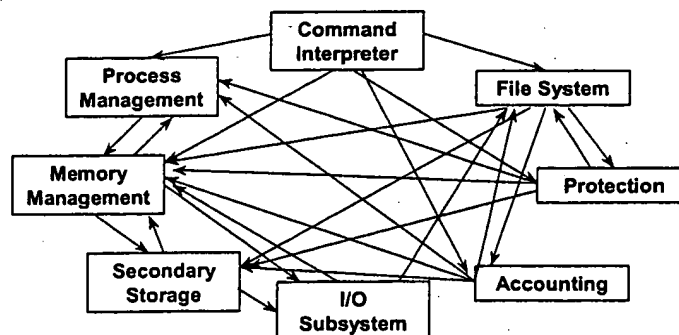 Command
Interpreter
Process
Management
File System
Memory
Management
Protection
Secondary
Storage
Accounting
I/O
Subsystem